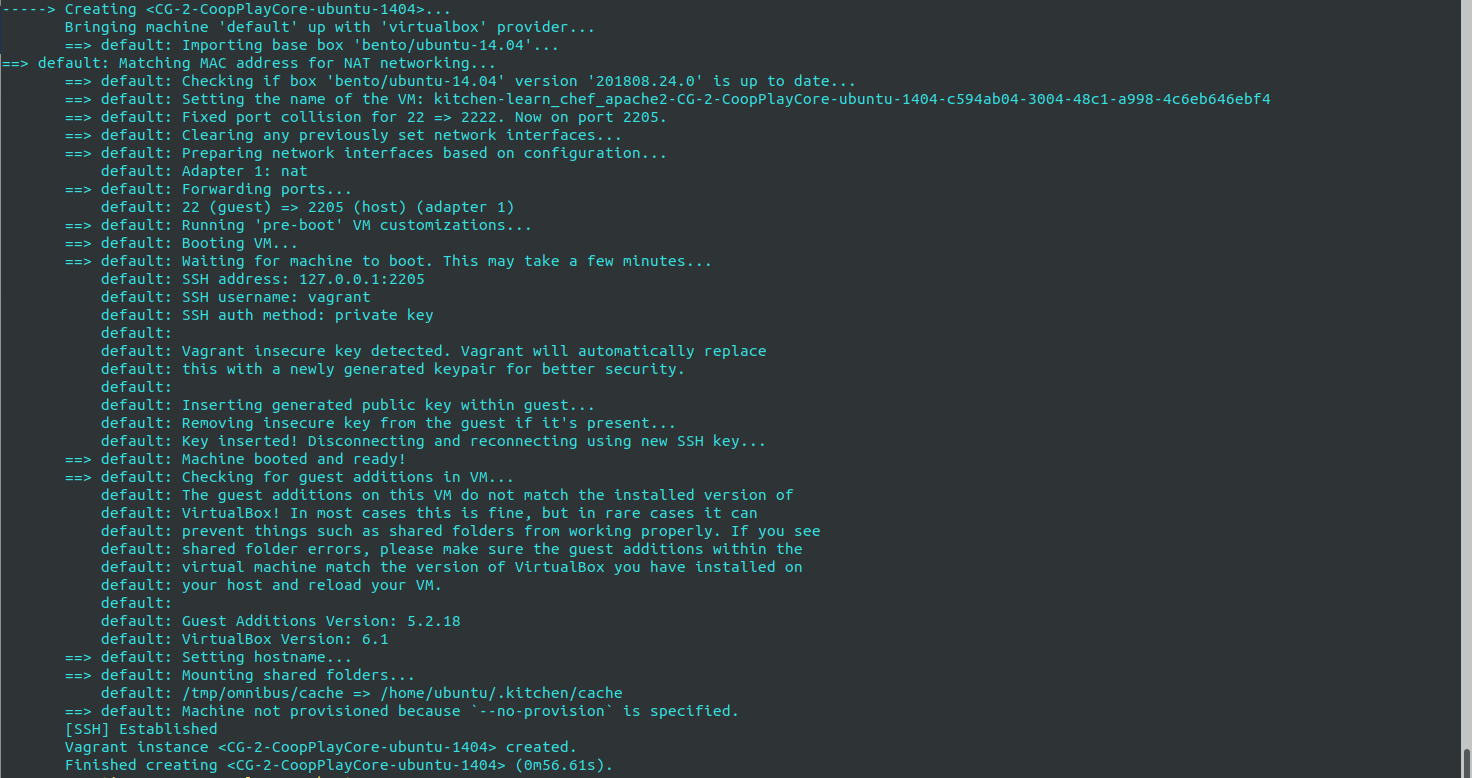 -----> Creating <CG-2-CoopPlayCore-ubuntu-1404>...
Bringing machine 'default' up with 'virtualbox' provider...
==> default: Importing base box 'bento/ubuntu-14.04'...
==> default: Matching MAC address for NAT networking...
==> default: Checking if box 'bento/ubuntu-14.04' version '201808.24.0' is up to date...
==> default: Setting the name of the VM: kitchen-learn_chef_apache2-CG-2-CoopPlayCore-ubuntu-1404-c594ab04-3004-48c1-a998-4c6eb646ebf4
==> default: Fixed port collision for 22 => 2222. Now on port 2205.
==> default: Clearing any previously set network interfaces...
==> default: Preparing network interfaces based on configuration...
default: Adapter 1: nat
==> default: Forwarding ports...
default: 22 (guest) => 2205 (host) (adapter 1)
==> default: Running 'pre-boot' VM customizations...
==> default: Booting VM...
==> default: Waiting for machine to boot. This may take a few minutes...
default: SSH address: 127.0.0.1:2205
default: SSH username: vagrant
default: SSH auth method: private key
default:
default: Vagrant insecure key detected. Vagrant will automatically replace
default: this with a newly generated keypair for better security.
default:
default: Inserting generated public key within guest...
default: Removing insecure key from the guest if it's present...
default: Key inserted! Disconnecting and reconnecting using new SSH key...
==> default: Machine booted and ready!
==> default: Checking for guest additions in VM...
default: The guest additions on this VM do not match the installed version of
default: VirtualBox! In most cases this is fine, but in rare cases it can
default: prevent things such as shared folders from working properly. If you see
default: shared folder errors, please make sure the guest additions within the
default: virtual machine match the version of VirtualBox you have installed on
default: your host and reload your VM.
default:
default: Guest Additions Version: 5.2.18
default: VirtualBox Version: 6.1
==> default: Setting hostname...
==> default: Mounting shared folders...
default: /tmp/omnibus/cache => /home/ubuntu/.kitchen/cache
==> default: Machine not provisioned because `--no-provision` is specified.
[SSH] Established
Vagrant instance <CG-2-CoopPlayCore-ubuntu-1404> created.
Finished creating <CG-2-CoopPlayCore-ubuntu-1404> (0m56.61s).